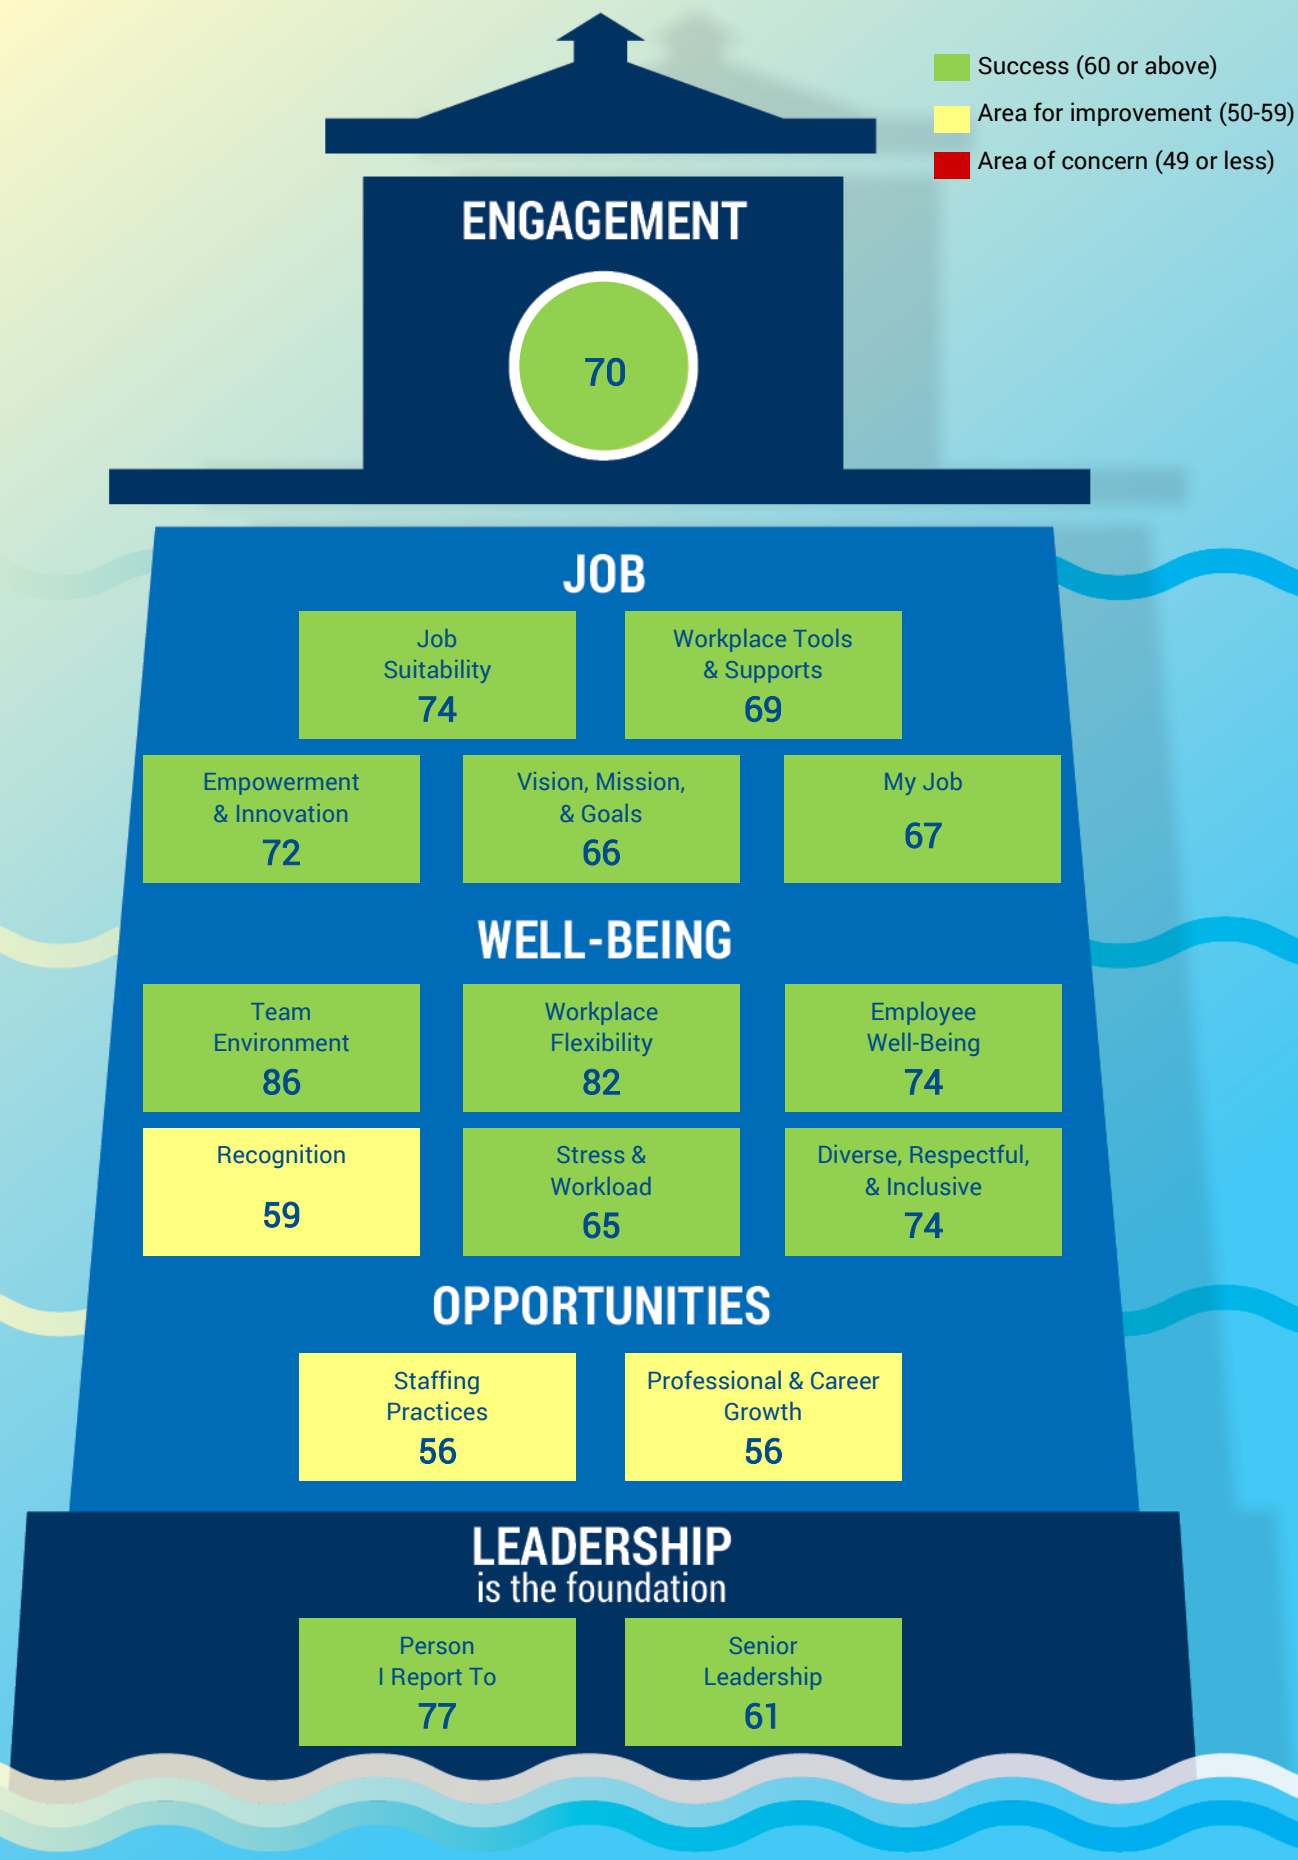 Success (60 or above)
Area for improvement (50-59)
Area of concern (49 or less)
ENGAGEMENT
70
JOB
Job
Suitability
74
Workplace Tools
& Supports
69
Empowerment
& Innovation
72
Vision, Mission,
& Goals
66
My Job
67
WELL-BEING
Team
Environment
86
Workplace
Flexibility
82
Employee
Well-Being
74
Recognition
59
Stress &
Workload
65
Diverse, Respectful,
& Inclusive
74
OPPORTUNITIES
Staffing
Practices
56
Professional & Career
Growth
56
LEADERSHIP
is the foundation
Person
I Report To
77
Senior
Leadership
61